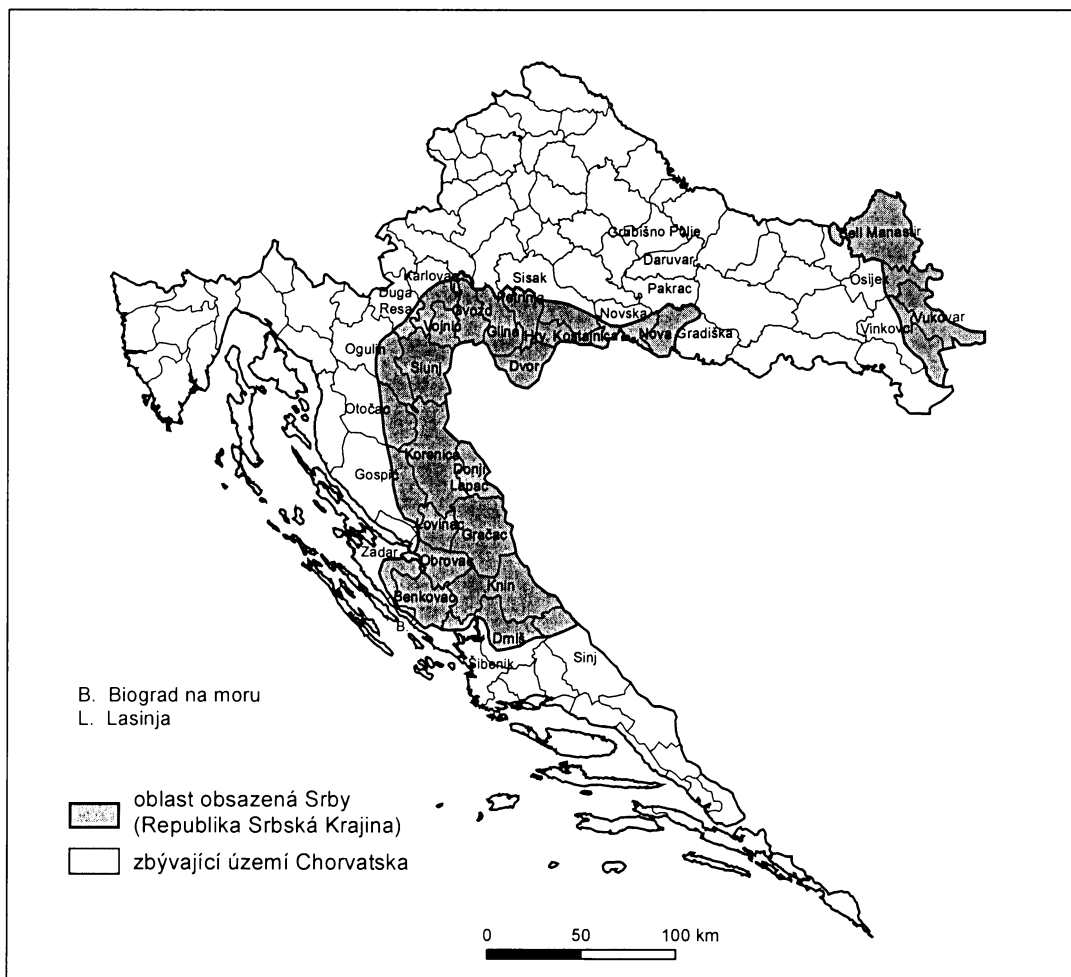 Grubišno Polje
Beli Manastir
Daruvar
Karlovac
Sisak
Osijek
Pakrac
Duga
Resa
Gvozd
Petrinja
Novska
Vojnić
Glina
Hrv. Kostajnica
Nova Gradiška
Vukovar
Vinkovci
Ogulin
Slunj
Dvor
Otočac
Korenica
Donji
Lapac
Gospić
Lovinac
Gračac
Zadar
Obrovac
Benkovac
Knin
B.
Drniš
Šibenik
Sinj
B. Biograd na moru
L. Lasinja
oblast obsazená Srby
(Republika Srbská Krajina)
zbývající území Chorvatska
0 50 100 km